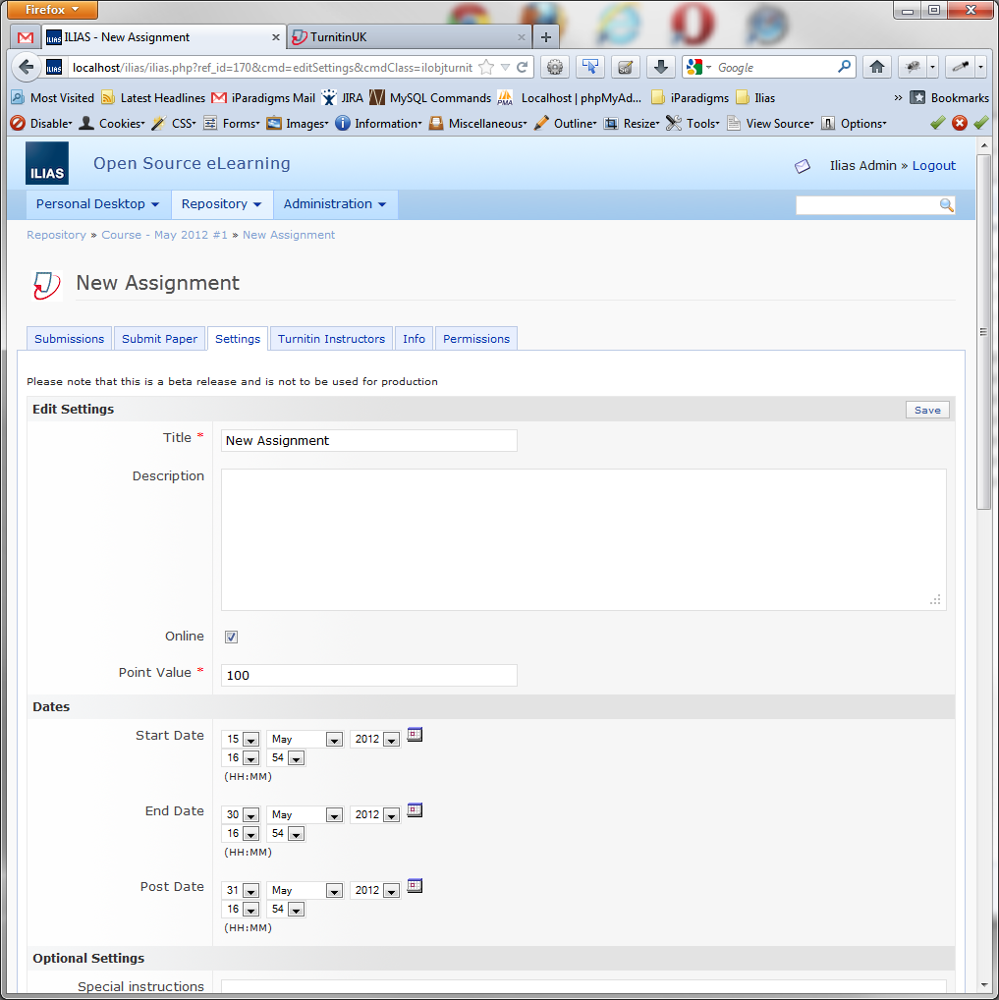 Firefox
ILIAS - New Assignment
TurnitinUK
localhost/ilias/ilias.php?ref_id=170&cmd=editSettings&cmdClass=ilobjturnit
Google
Most Visited Latest Headlines iParadigms Mail JIRA MySQL Commands Localhost | phpMyAd... iParadigms Ilias » Bookmarks
Disable Cookies CSS Forms Images Information Miscellaneous Outline Resize Tools View Source Options
ILIAS Open Source eLearning Ilias Admin » Logout
Personal Desktop Repository Administration
Repository » Course - May 2012 #1 » New Assignment
New Assignment
Submissions Submit Paper Settings Turnitin Instructors Info Permissions
Please note that this is a beta release and is not to be used for production
Edit Settings Save
Title * New Assignment
Description
Online
Point Value * 100
Dates
Start Date 15 May 2012
16 54
(HH:MM)
End Date 30 May 2012
16 54
(HH:MM)
Post Date 31 May 2012
16 54
(HH:MM)
Optional Settings
Special instructions